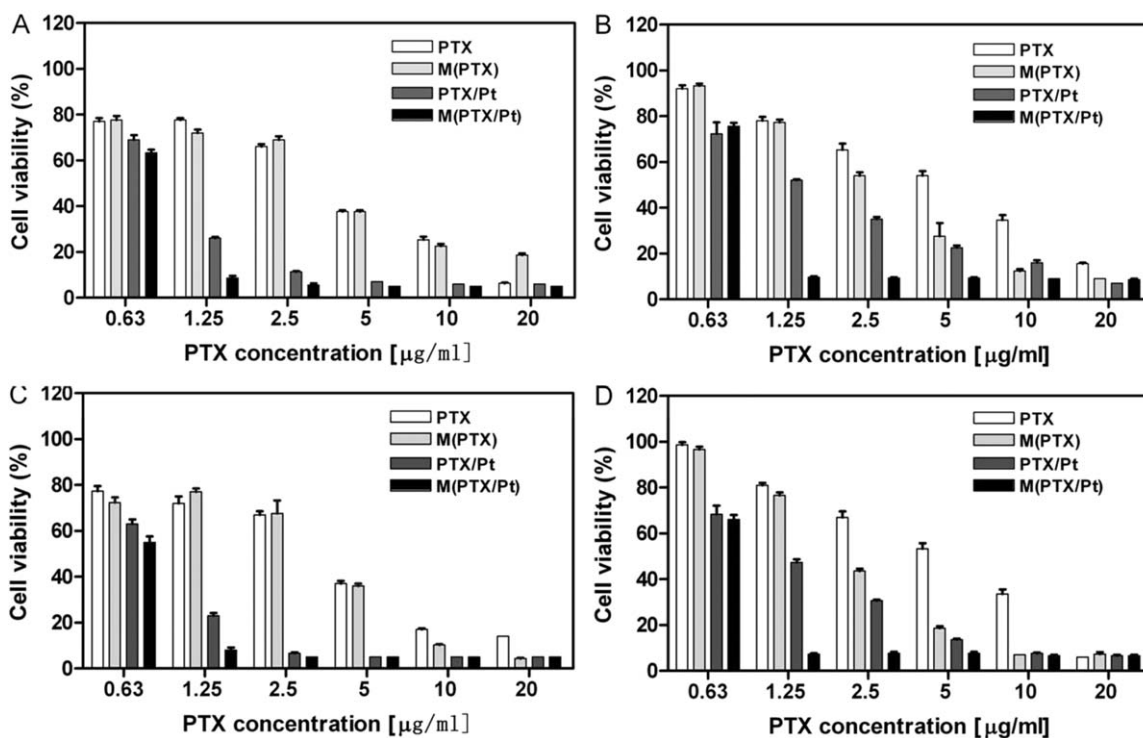 A
Cell viability (%)
120
100
80
60
40
20
0
PTX
M(PTX)
PTX/Pt
M(PTX/Pt)
0.63 1.25 2.5 5 10 20
PTX concentration [μg/ml]
B
Cell viability (%)
120
100
80
60
40
20
0
PTX
M(PTX)
PTX/Pt
M(PTX/Pt)
0.63 1.25 2.5 5 10 20
PTX concentration [μg/ml]
C
Cell viability (%)
120
100
80
60
40
20
0
PTX
M(PTX)
PTX/Pt
M(PTX/Pt)
0.63 1.25 2.5 5 10 20
PTX concentration [μg/ml]
D
Cell viability (%)
120
100
80
60
40
20
0
PTX
M(PTX)
PTX/Pt
M(PTX/Pt)
0.63 1.25 2.5 5 10 20
PTX concentration [μg/ml]